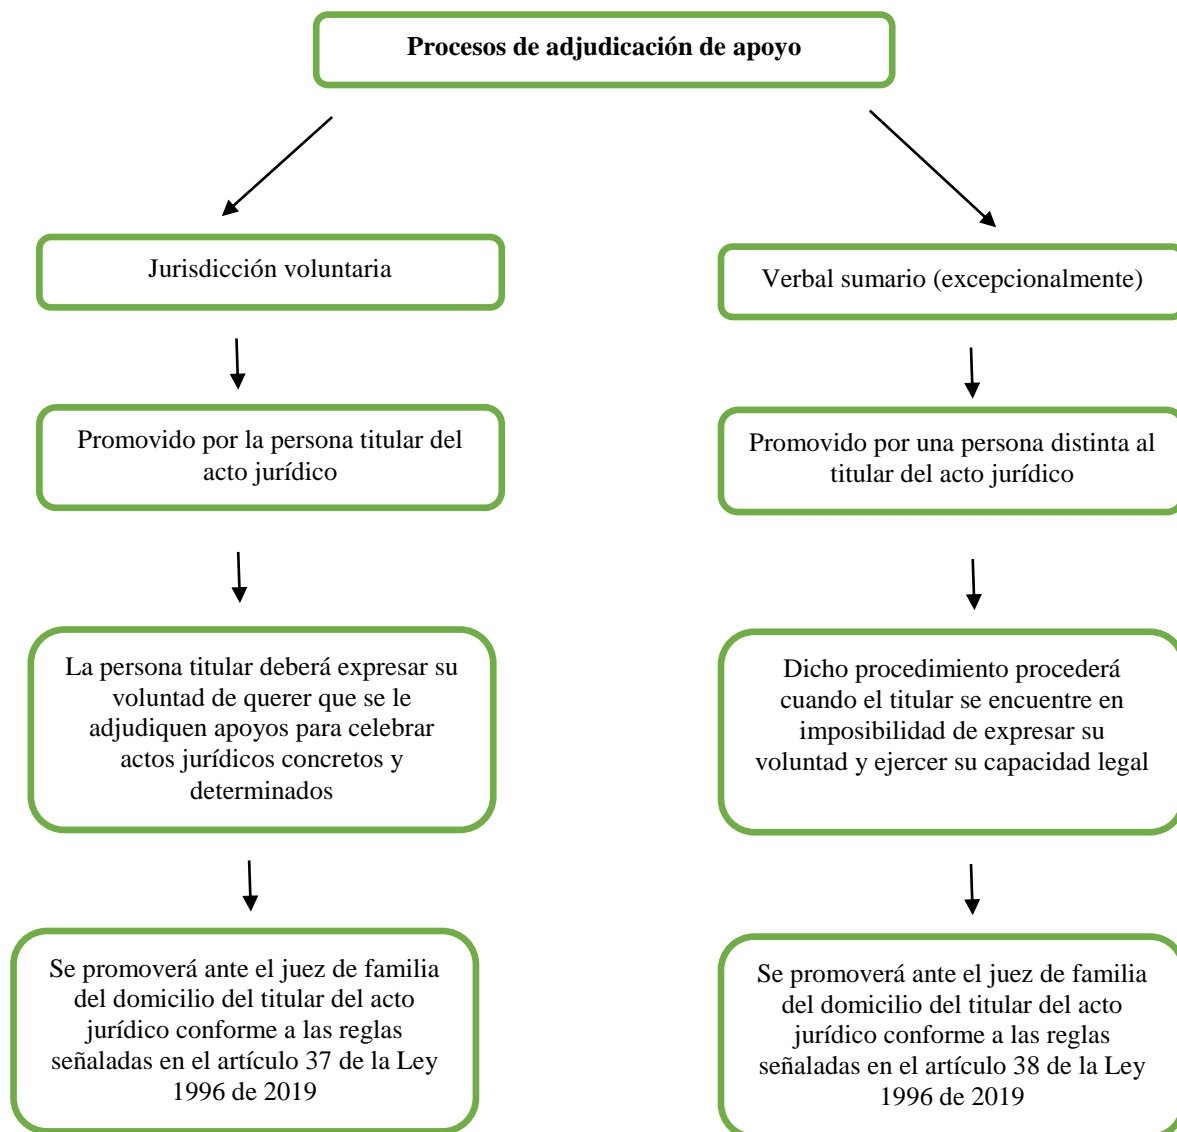 Procesos de adjudicación de apoyo
Jurisdicción voluntaria
Promovido por la persona titular del
acto jurídico
La persona titular deberá expresar su
voluntad de querer que se le
adjudiquen apoyos para celebrar
actos jurídicos concretos y
determinados
Se promoverá ante el juez de familia
del domicilio del titular del acto
jurídico conforme a las reglas
señaladas en el artículo 37 de la Ley
1996 de 2019
Verbal sumario (excepcionalmente)
Promovido por una persona distinta al
titular del acto jurídico
Dicho procedimiento procederá
cuando el titular se encuentre en
imposibilidad de expresar su
voluntad y ejercer su capacidad legal
Se promoverá ante el juez de familia
del domicilio del titular del acto
jurídico conforme a las reglas
señaladas en el artículo 38 de la Ley
1996 de 2019